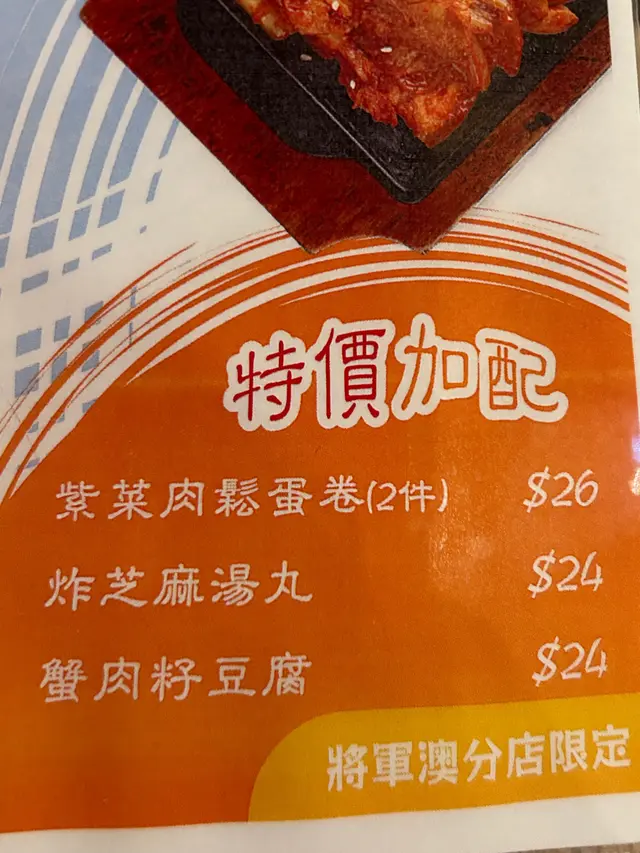 特價加配
紫菜肉鬆蛋卷(2件) $26
炸芝麻湯丸 $24
蟹肉籽豆腐 $24
將軍澳分店限定